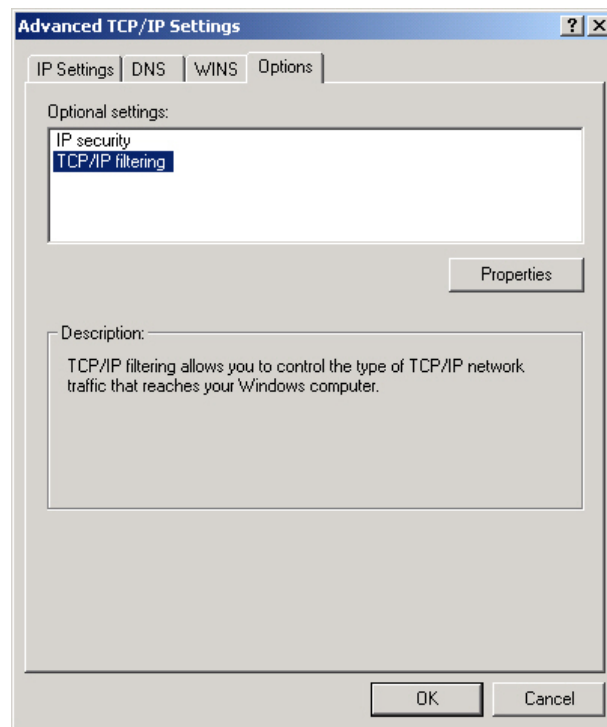 Advanced TCP/IP Settings
IP Settings DNS WINS Options
Optional settings:
IP security
TCP/IP filtering
Properties
Description:
TCP/IP filtering allows you to control the type of TCP/IP network
traffic that reaches your Windows computer.
OK Cancel